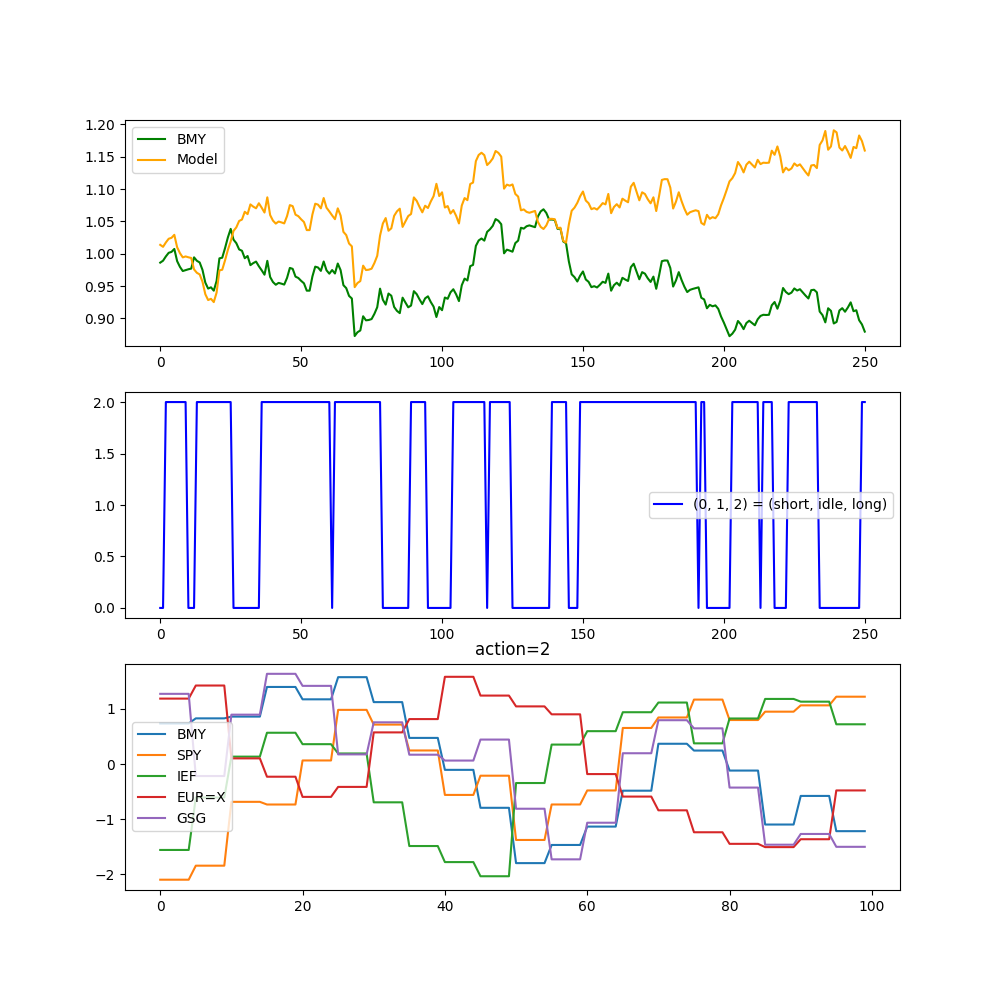 1.20
1.15
1.10
1.05
1.00
0.95
0.90
BMY
Model
0 50 100 150 200 250
2.0
1.5
1.0
0.5
0.0
(0, 1, 2) = (short, idle, long)
0 50 100 150 200 250
action=2
1
0
−1
−2
BMY
SPY
IEF
EUR=X
GSG
0 20 40 60 80 100